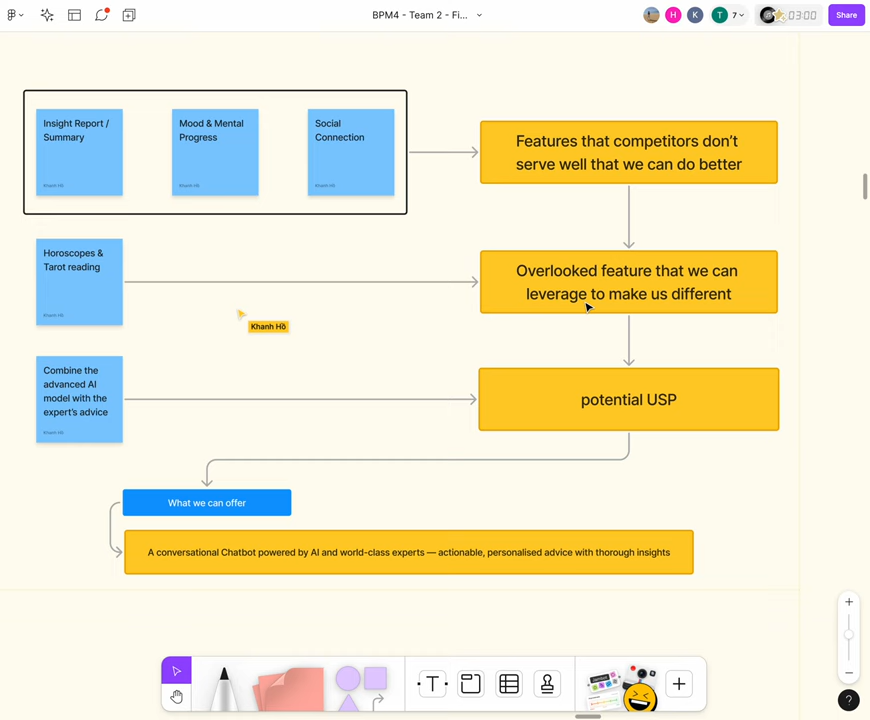 BPM4 - Team 2 - Fi...
H
K
T
7
03:00
Share
Insight Report /
Summary
Khanh Hồ
Mood & Mental
Progress
Khanh Hồ
Social
Connection
Khanh Hồ
Features that competitors don't
serve well that we can do better
Horoscopes &
Tarot reading
Khanh Hồ
Overlooked feature that we can
leverage to make us different
Khanh Hồ
Combine the
advanced AI
model with the
expert's advice
Khanh Hồ
potential USP
What we can offer
A conversational Chatbot powered by AI and world-class experts — actionable, personalised advice with thorough insights
T
?